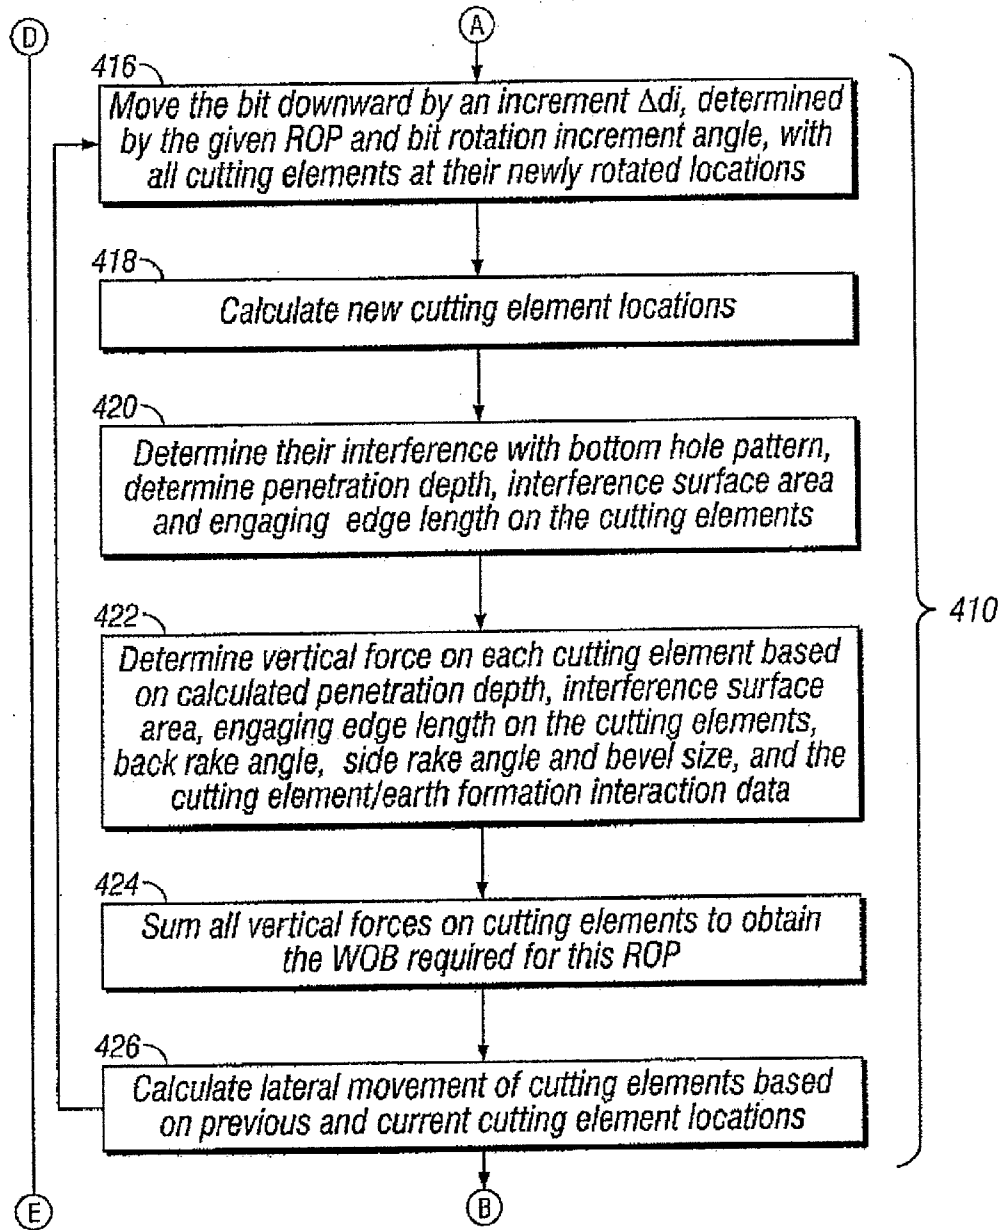 D
A
416
Move the bit downward by an increment Δdi, determined
by the given ROP and bit rotation increment angle, with
all cutting elements at their newly rotated locations
418
Calculate new cutting element locations
420
Determine their interference with bottom hole pattern,
determine penetration depth, interference surface area
and engaging edge length on the cutting elements
410
422
Determine vertical force on each cutting element based
on calculated penetration depth, interference surface
area, engaging edge length on the cutting elements,
back rake angle, side rake angle and bevel size, and the
cutting element/earth formation interaction data
424
Sum all vertical forces on cutting elements to obtain
the WOB required for this ROP
426
Calculate lateral movement of cutting elements based
on previous and current cutting element locations
E
B